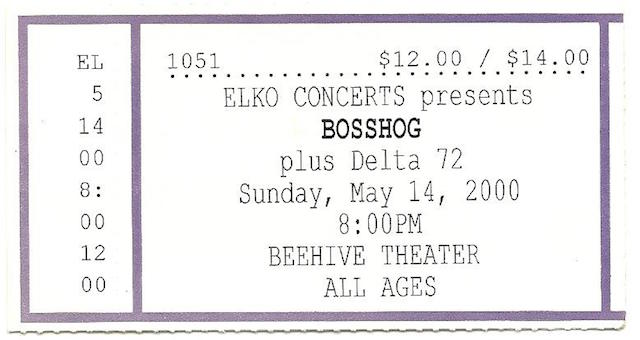 EL
5
14
00
8:
00
12
00
1051 $12.00 / $14.00
ELKO CONCERTS presents
BOSSHOG
plus Delta 72
Sunday, May 14, 2000
8:00PM
BEEHIVE THEATER
ALL AGES